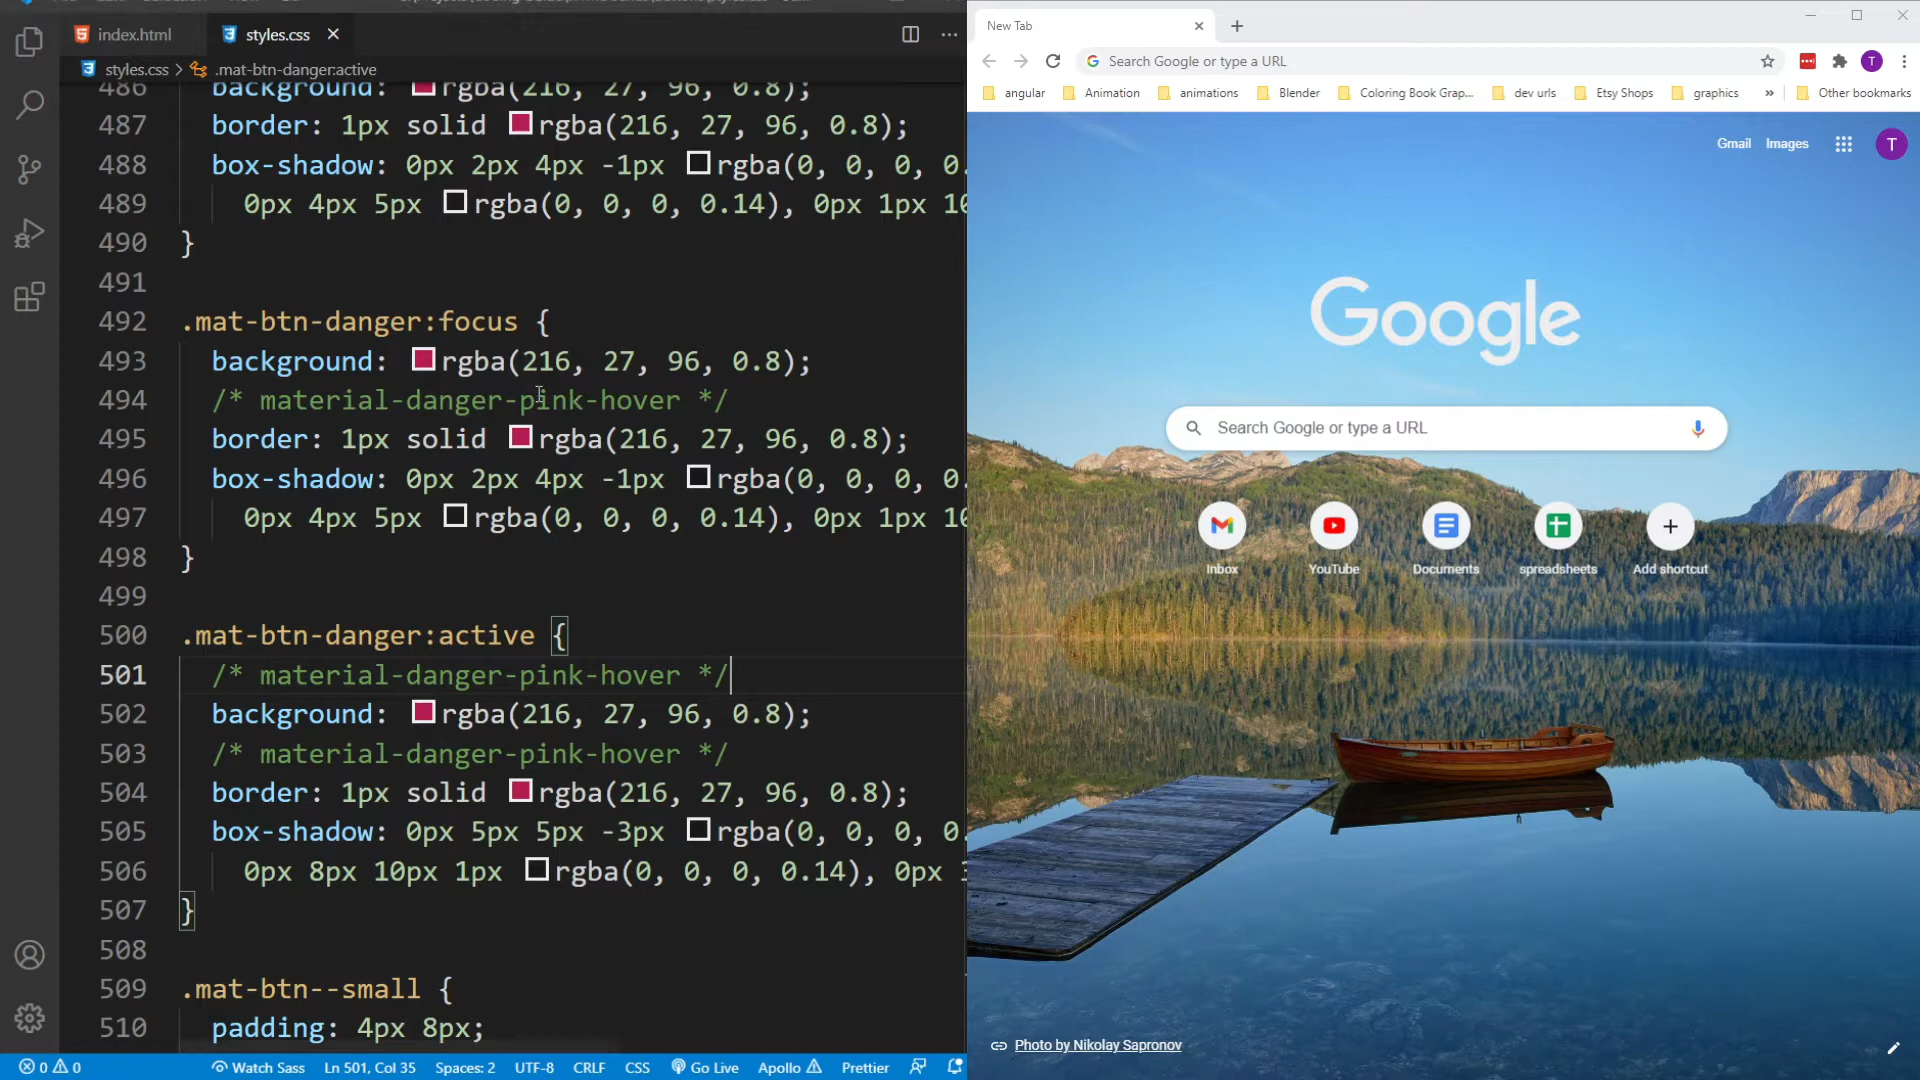 index.html
styles.css
styles.css > .mat-btn-danger:active
486 background: rgba(216, 27, 96, 0.8);
487 border: 1px solid rgba(216, 27, 96, 0.8);
488 box-shadow: 0px 2px 4px -1px rgba(0, 0, 0, 0.
489 0px 4px 5px rgba(0, 0, 0, 0.14), 0px 1px 10
490 }
491
492 .mat-btn-danger:focus {
493 background: rgba(216, 27, 96, 0.8);
494 /* material-danger-pink-hover */
495 border: 1px solid rgba(216, 27, 96, 0.8);
496 box-shadow: 0px 2px 4px -1px rgba(0, 0, 0, 0.
497 0px 4px 5px rgba(0, 0, 0, 0.14), 0px 1px 10
498 }
499
500 .mat-btn-danger:active {
501 /* material-danger-pink-hover */
502 background: rgba(216, 27, 96, 0.8);
503 /* material-danger-pink-hover */
504 border: 1px solid rgba(216, 27, 96, 0.8);
505 box-shadow: 0px 5px 5px -3px rgba(0, 0, 0, 0.
506 0px 8px 10px 1px rgba(0, 0, 0, 0.14), 0px 3
507 }
508
509 .mat-btn--small {
510 padding: 4px 8px;
0 0 Watch Sass Ln 501, Col 35 Spaces: 2 UTF-8 CRLF CSS Go Live Apollo Prettier
New Tab
Search Google or type a URL
T
angular Animation animations Blender Coloring Book Grap... dev urls Etsy Shops graphics » Other bookmarks
Gmail Images T
Google
Search Google or type a URL
Inbox YouTube Documents spreadsheets Add shortcut
Photo by Nikolay Sapronov